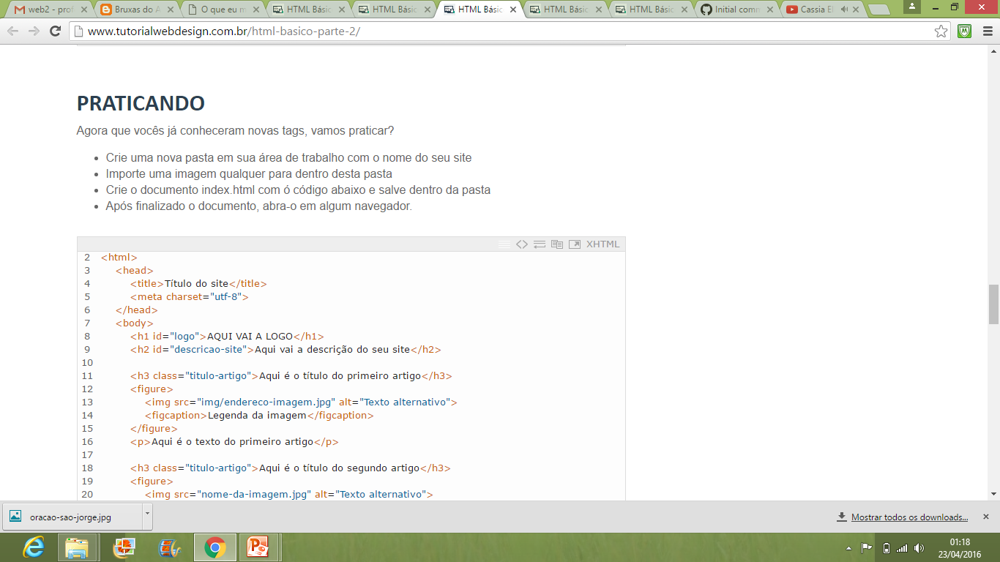 web2 - prof
Bruxas do A
O que eu m
HTML Básic
HTML Básic
HTML Básic
HTML Básic
HTML Básic
Initial comm
Cassia El
www.tutorialwebdesign.com.br/html-basico-parte-2/
PRATICANDO
Agora que vocês já conheceram novas tags, vamos praticar?
• Crie uma nova pasta em sua área de trabalho com o nome do seu site
• Importe uma imagem qualquer para dentro desta pasta
• Crie o documento index.html com ó código abaixo e salve dentro da pasta
• Após finalizado o documento, abra-o em algum navegador.
XHTML
2 <html>
3 <head>
4 <title>Título do site</title>
5 <meta charset="utf-8">
6 </head>
7 <body>
8 <h1 id="logo">AQUI VAI A LOGO</h1>
9 <h2 id="descricao-site">Aqui vai a descrição do seu site</h2>
10
11 <h3 class="titulo-artigo">Aqui é o título do primeiro artigo</h3>
12 <figure>
13 <img src="img/endereco-imagem.jpg" alt="Texto alternativo">
14 <figcaption>Legenda da imagem</figcaption>
15 </figure>
16 <p>Aqui é o texto do primeiro artigo</p>
17
18 <h3 class="titulo-artigo">Aqui é o título do segundo artigo</h3>
19 <figure>
20 <img src="nome-da-imagem.jpg" alt="Texto alternativo">
oracao-sao-jorge.jpg
Mostrar todos os downloads...
01:18
23/04/2016